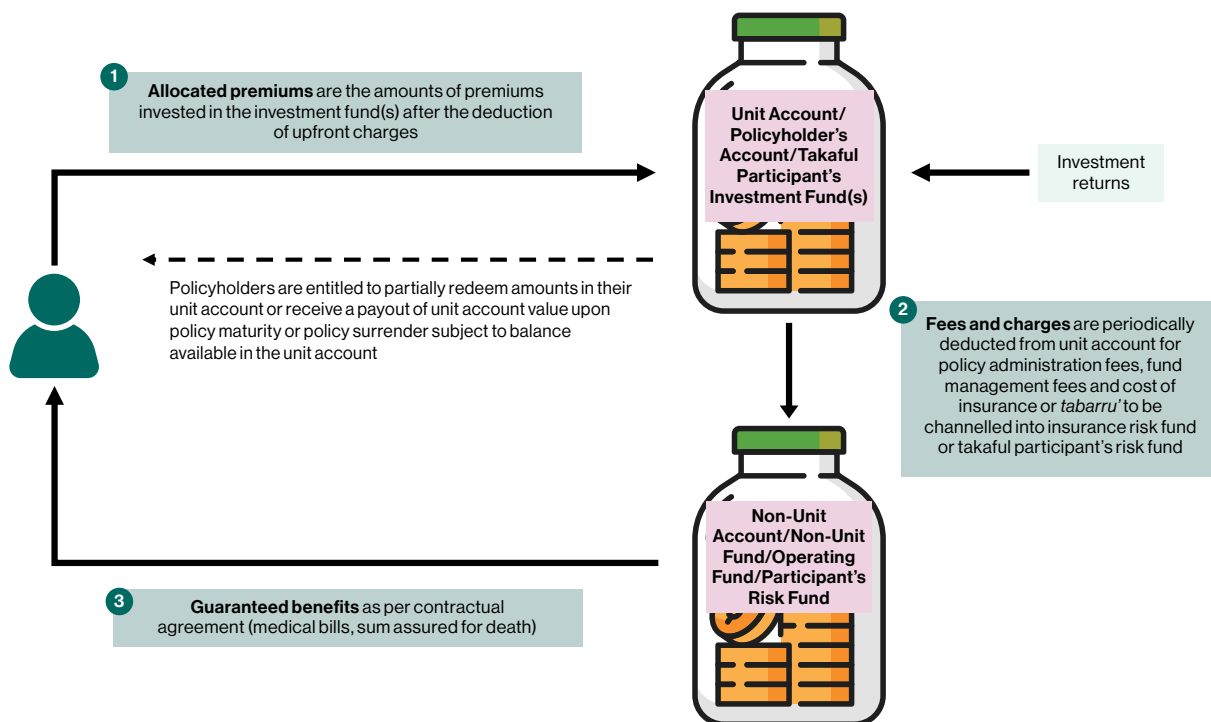 1
Allocated premiums are the amounts of premiums
invested in the investment fund(s) after the deduction
of upfront charges
Unit Account/
Policyholder's
Account/Takaful
Participant's
Investment Fund(s)
Investment
returns
Policyholders are entitled to partially redeem amounts in their
unit account or receive a payout of unit account value upon
policy maturity or policy surrender subject to balance
available in the unit account
2
Fees and charges are periodically
deducted from unit account for
policy administration fees, fund
management fees and cost of
insurance or tabarru' to be
channelled into insurance risk fund
or takaful participant's risk fund
Non-Unit
Account/Non-Unit
Fund/Operating
Fund/Participant's
Risk Fund
3
Guaranteed benefits as per contractual
agreement (medical bills, sum assured for death)